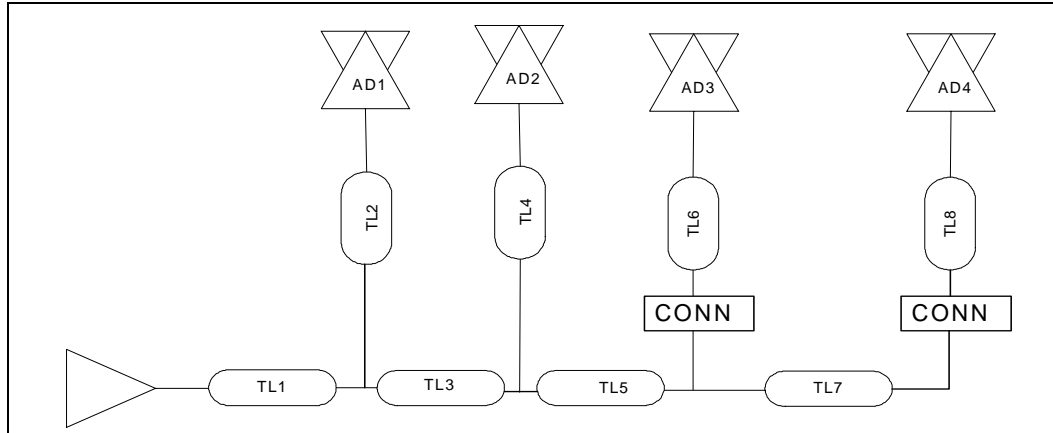 AD1
AD2
AD3
AD4
TL2
TL4
TL6
TL8
CONN
CONN
TL1
TL3
TL5
TL7